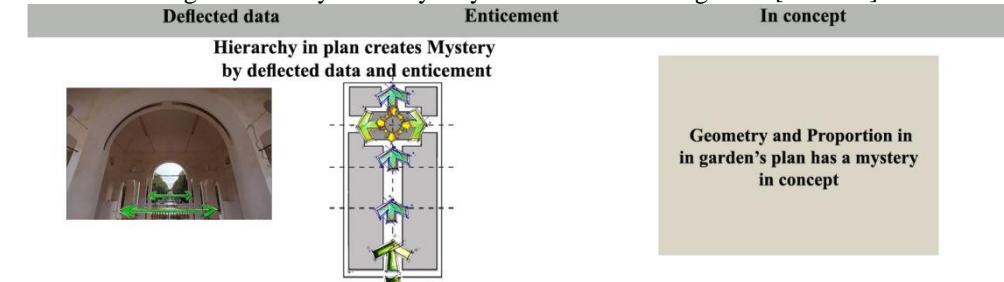 Deflected data
Enticement
In concept
Hierarchy in plan creates Mystery
by deflected data and enticement
Geometry and Proportion in
in garden's plan has a mystery
in concept